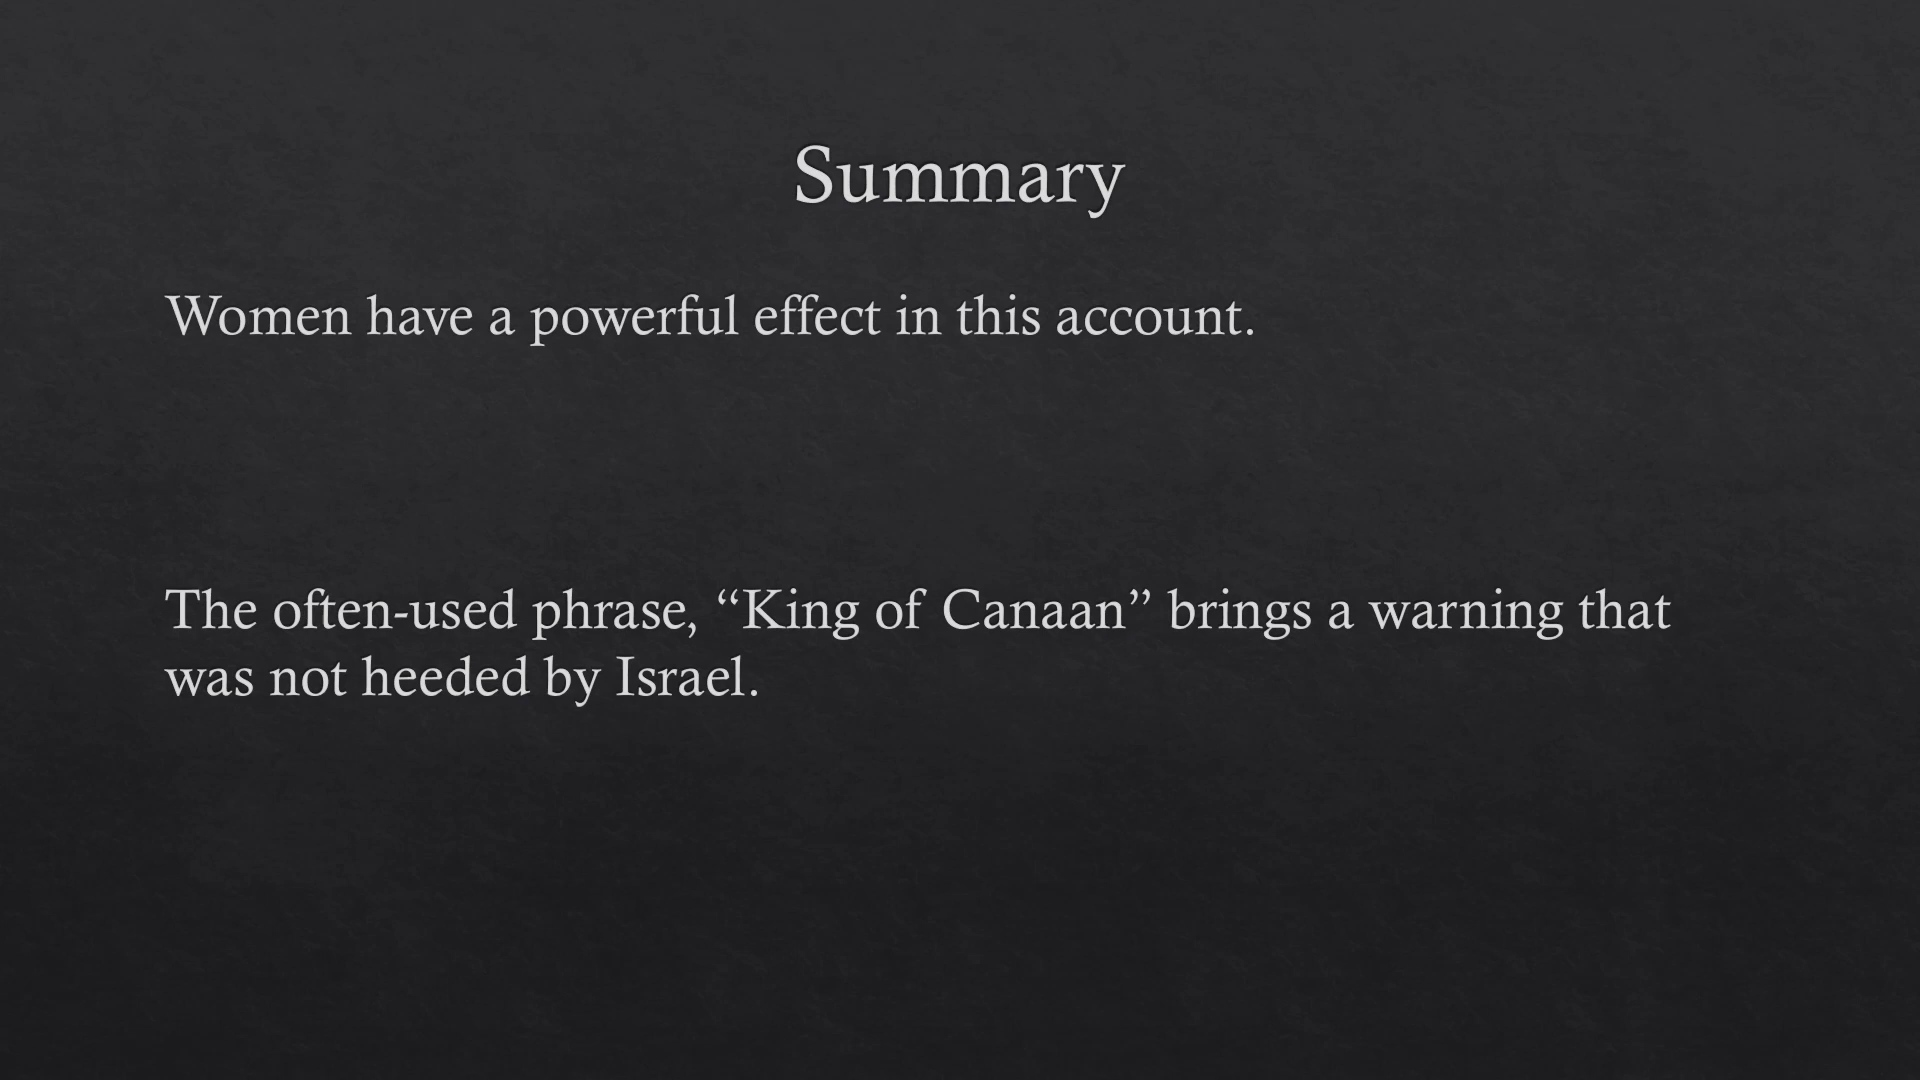 Summary
Women have a powerful effect in this account.
The often-used phrase, “King of Canaan” brings a warning that
was not heeded by Israel.